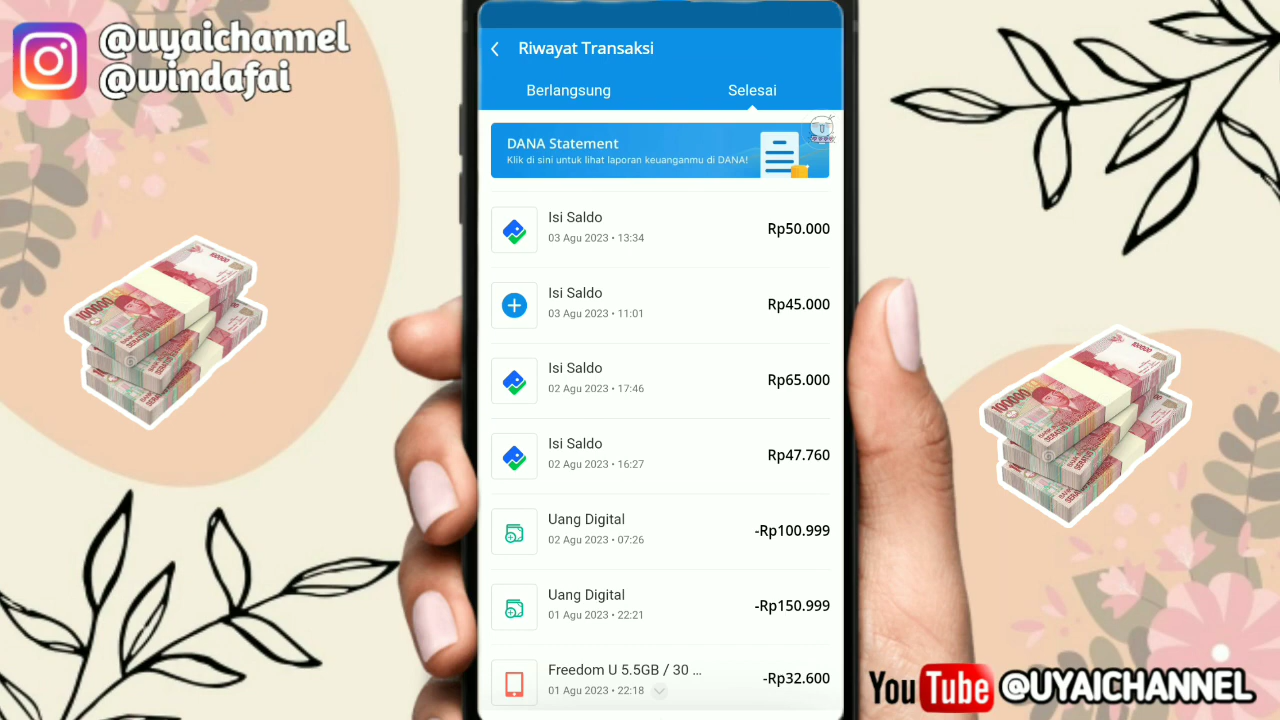 @uyaichannel
@windafai
Riwayat Transaksi
Berlangsung
Selesai
DANA Statement
Klik di sini untuk lihat laporan keuanganmu di DANA!
Isi Saldo
Rp50.000
03 Agu 2023 • 13:34
Isi Saldo
Rp45.000
03 Agu 2023 • 11:01
Isi Saldo
Rp65.000
02 Agu 2023 • 17:46
Isi Saldo
Rp47.760
02 Agu 2023 • 16:27
Uang Digital
-Rp100.999
02 Agu 2023 • 07:26
Uang Digital
-Rp150.999
01 Agu 2023 • 22:21
Freedom U 5.5GB / 30 ...
-Rp32.600
01 Agu 2023 • 22:18
100000
100000
YouTube @UYAICHANNEL